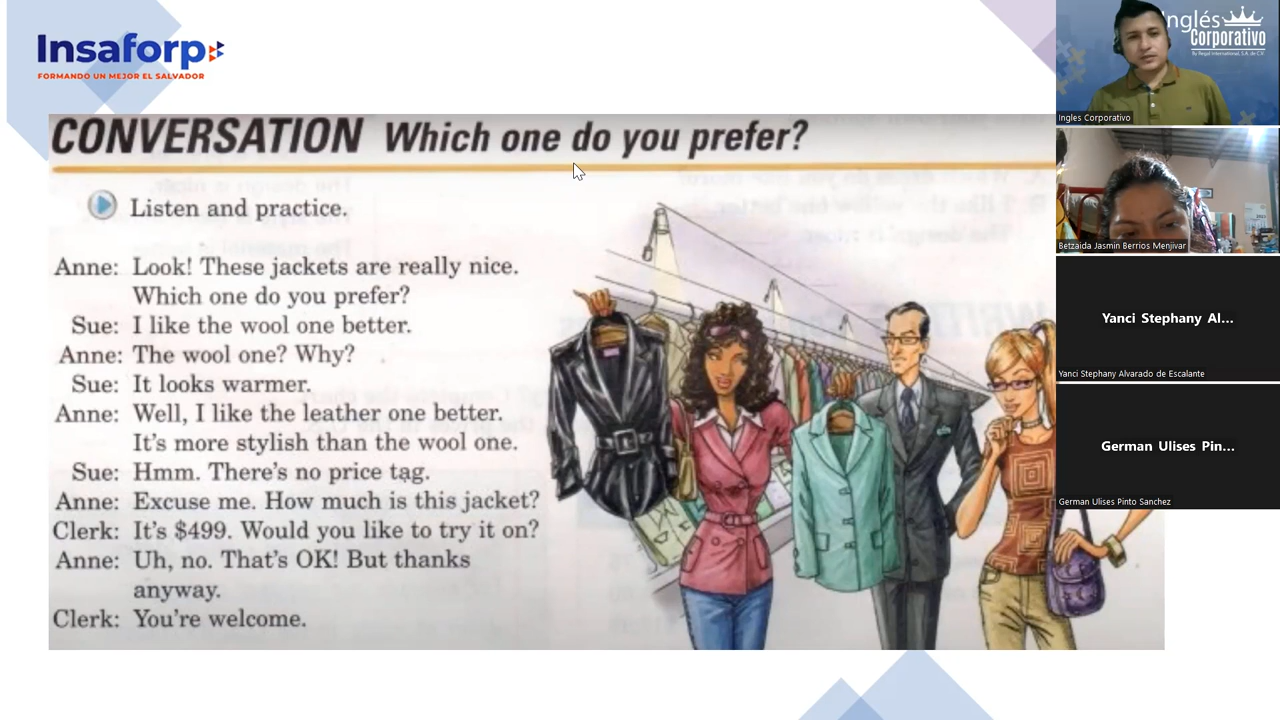 Insaforp
FORMANDO UN MEJOR EL SALVADOR
CONVERSATION Which one do you prefer?
Listen and practice.
Anne: Look! These jackets are really nice.
Which one do you prefer?
Sue: I like the wool one better.
Anne: The wool one? Why?
Sue: It looks warmer.
Anne: Well, I like the leather one better.
It's more stylish than the wool one.
Sue: Hmm. There's no price tag.
Anne: Excuse me. How much is this jacket?
Clerk: It's $499. Would you like to try it on?
Anne: Uh, no. That's OK! But thanks
anyway.
Clerk: You're welcome.
Inglés
Corporativo
Ingles Corporativo
Betzaida Jasmin Berrios Menjivar
Yanci Stephany Al...
Yanci Stephany Alvarado de Escalante
German Ulises Pin...
German Ulises Pinto Sanchez